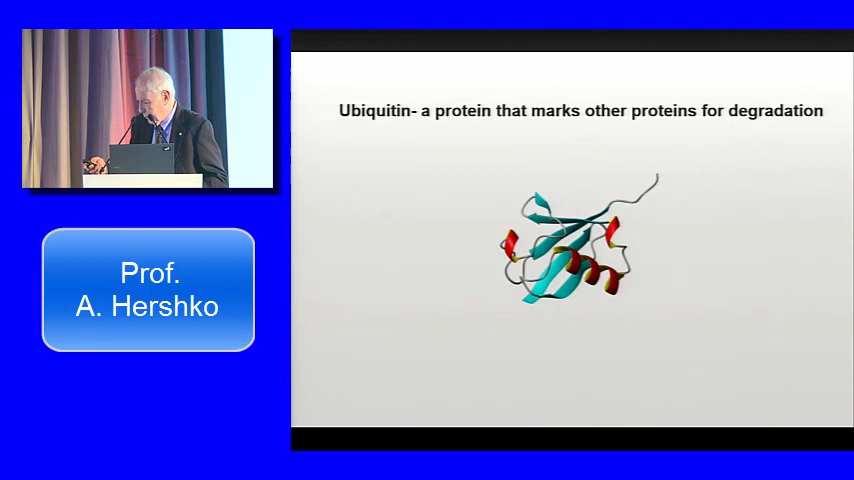 Ubiquitin- a protein that marks other proteins for degradation
Prof.
A. Hershko